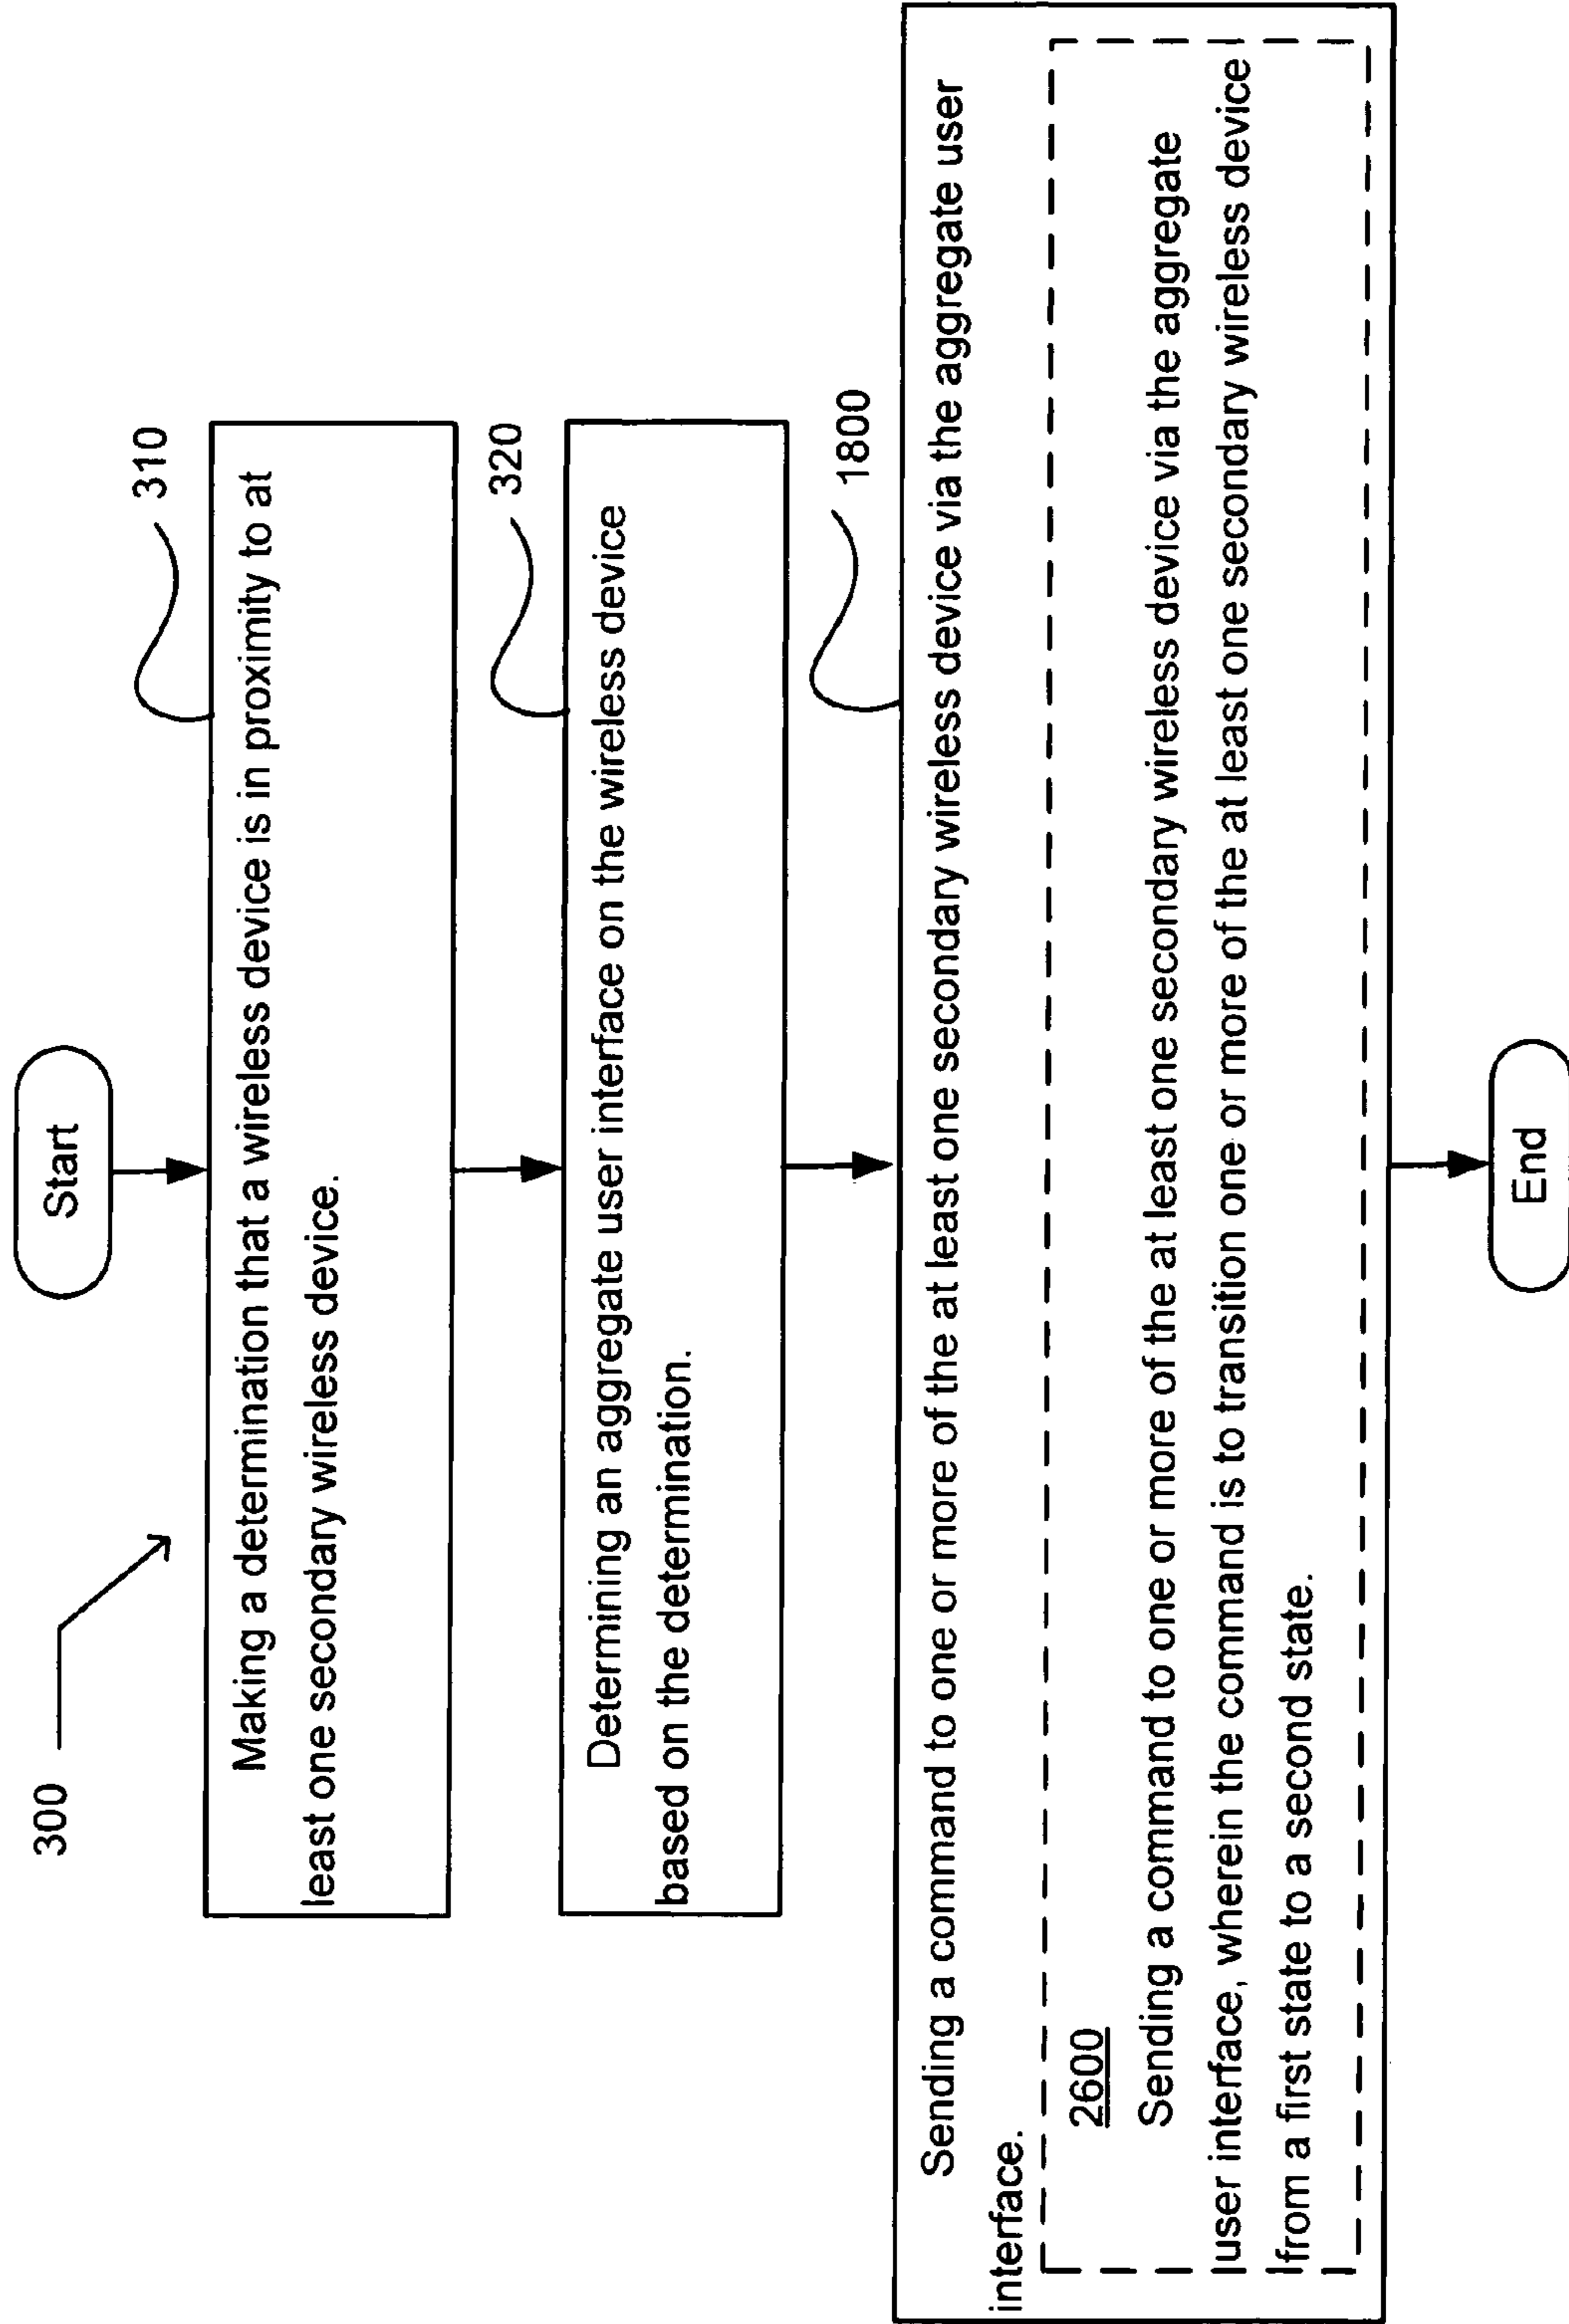 Start
300
310
Making a determination that a wireless device is in proximity to at
least one secondary wireless device.
320
Determining an aggregate user interface on the wireless device
based on the determination.
1800
Sending a command to one or more of the at least one secondary wireless device via the aggregate user
interface.
2600
Sending a command to one or more of the at least one secondary wireless device via the aggregate
user interface, wherein the command is to transition one or more of the at least one secondary wireless device
from a first state to a second state.
End